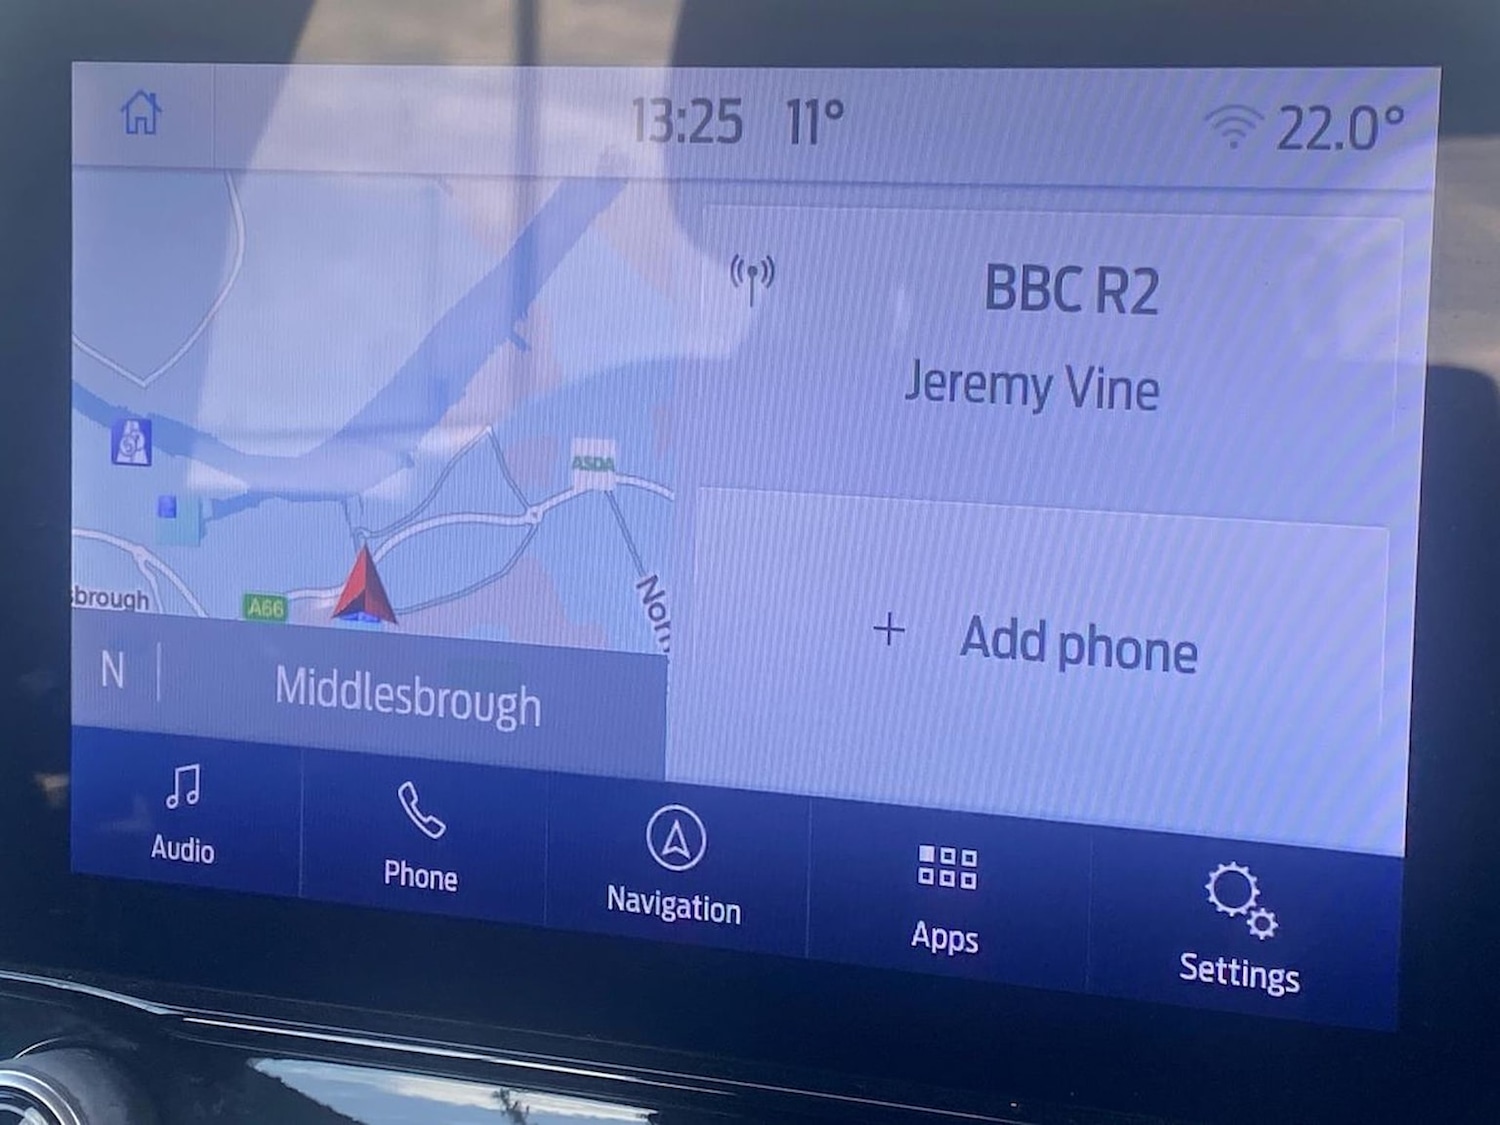 13:25 11° 22.0°
BBC R2
Jeremy Vine
ASDA
A66
N
Middlesbrough
+ Add phone
Audio
Phone
Navigation
Apps
Settings